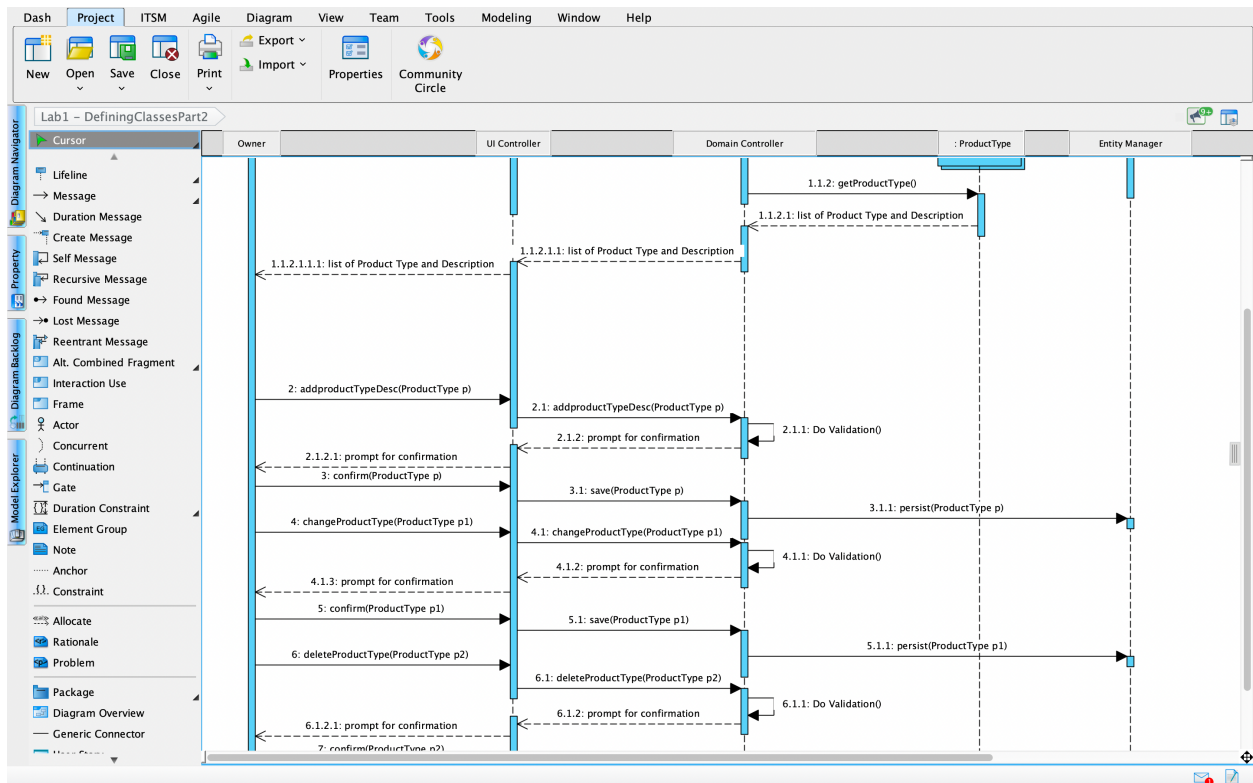 Dash Project ITSM Agile Diagram View Team Tools Modeling Window Help
New Open Save Close Print Export Import Properties Community Circle
Lab1 - DefiningClassesPart2
9+
Diagram Navigator
Property
Diagram Backlog
Model Explorer
Cursor
Lifeline
Message
Duration Message
Create Message
Self Message
Recursive Message
Found Message
Lost Message
Reentrant Message
Alt. Combined Fragment
Interaction Use
Frame
Actor
Concurrent
Continuation
Gate
Duration Constraint
Element Group
Note
Anchor
Constraint
Allocate
Rationale
Problem
Package
Diagram Overview
Generic Connector
Owner UI Controller Domain Controller : ProductType Entity Manager
1.1.2: getProductType()
1.1.2.1: list of Product Type and Description
1.1.2.1.1: list of Product Type and Description
1.1.2.1.1.1: list of Product Type and Description
2: addproductTypeDesc(ProductType p)
2.1: addproductTypeDesc(ProductType p)
2.1.1: Do Validation()
2.1.2: prompt for confirmation
2.1.2.1: prompt for confirmation
3: confirm(ProductType p)
3.1: save(ProductType p)
3.1.1: persist(ProductType p)
4: changeProductType(ProductType p1)
4.1: changeProductType(ProductType p1)
4.1.1: Do Validation()
4.1.2: prompt for confirmation
4.1.3: prompt for confirmation
5: confirm(ProductType p1)
5.1: save(ProductType p1)
5.1.1: persist(ProductType p1)
6: deleteProductType(ProductType p2)
6.1: deleteProductType(ProductType p2)
6.1.1: Do Validation()
6.1.2: prompt for confirmation
6.1.2.1: prompt for confirmation
7: confirm(ProductType p2)